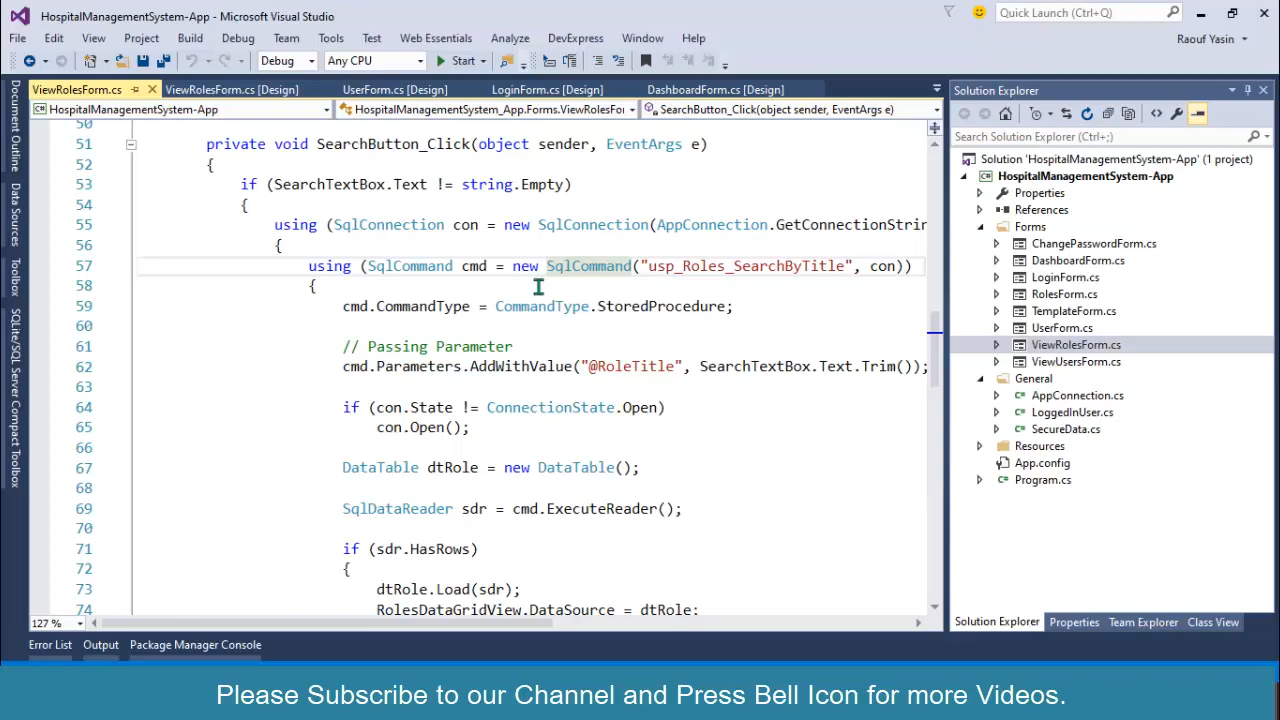 HospitalManagementSystem-App - Microsoft Visual Studio
Quick Launch (Ctrl+Q)
File Edit View Project Build Debug Team Tools Test Web Essentials Analyze DevExpress Window Help
Raouf Yasin
Debug Any CPU Start
ViewRolesForm.cs ViewRolesForm.cs [Design] UserForm.cs [Design] LoginForm.cs [Design] DashboardForm.cs [Design]
HospitalManagementSystem-App HospitalManagementSystem_App.Forms.ViewRolesFor SearchButton_Click(object sender, EventArgs e)
Document Outline
Data Sources
Toolbox
SQLite/SQL Server Compact Toolbox
50
51 private void SearchButton_Click(object sender, EventArgs e)
52 {
53 if (SearchTextBox.Text != string.Empty)
54 {
55 using (SqlConnection con = new SqlConnection(AppConnection.GetConnectionStrin
56 {
57 using (SqlCommand cmd = new SqlCommand("usp_Roles_SearchByTitle", con))
58 {
59 cmd.CommandType = CommandType.StoredProcedure;
60
61 // Passing Parameter
62 cmd.Parameters.AddWithValue("@RoleTitle", SearchTextBox.Text.Trim());
63
64 if (con.State != ConnectionState.Open)
65 con.Open();
66
67 DataTable dtRole = new DataTable();
68
69 SqlDataReader sdr = cmd.ExecuteReader();
70
71 if (sdr.HasRows)
72 {
73 dtRole.Load(sdr);
74 RolesDataGridView.DataSource = dtRole;
127 %
Solution Explorer
Search Solution Explorer (Ctrl+;)
Solution 'HospitalManagementSystem-App' (1 project)
HospitalManagementSystem-App
Properties
References
Forms
ChangePasswordForm.cs
DashboardForm.cs
LoginForm.cs
RolesForm.cs
TemplateForm.cs
UserForm.cs
ViewRolesForm.cs
ViewUsersForm.cs
General
AppConnection.cs
LoggedInUser.cs
SecureData.cs
Resources
App.config
Program.cs
Solution Explorer Properties Team Explorer Class View
Error List Output Package Manager Console
Please Subscribe to our Channel and Press Bell Icon for more Videos.